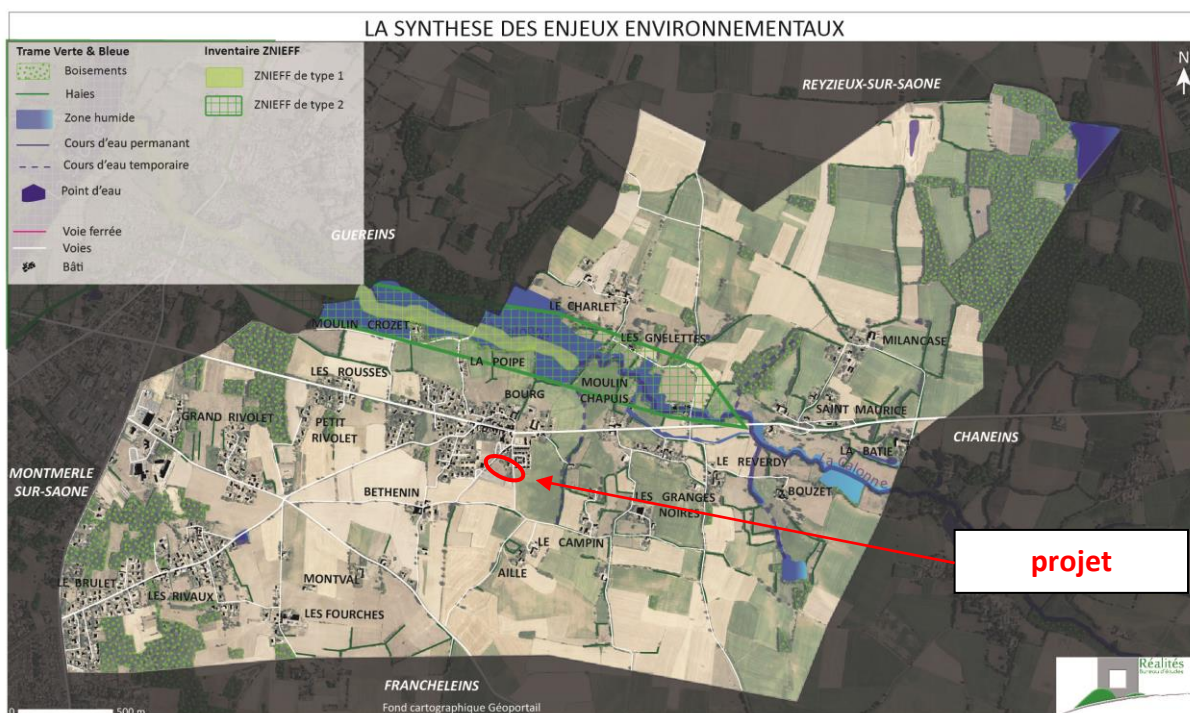 LA SYNTHESE DES ENJEUX ENVIRONNEMENTAUX
Trame Verte & Bleue
Boisements
Haies
Zone humide
Cours d'eau permanant
Cours d'eau temporaire
Point d'eau
Voie ferrée
Voies
Bâti
Inventaire ZNIEFF
ZNIEFF de type 1
ZNIEFF de type 2
N
REYZIEUX-SUR-SAONE
GUEREINS
LE CHARLET
MOULIN CROZET
LES GNELETTES
MILANCASE
LA POIPE
LES ROUSSES
MOULIN
CHAPUIS
BOURG
SAINT MAURICE
GRAND RIVOLET
PETIT
RIVOLET
CHANEINS
LA BATIE
MONTMERLE
SUR-SAONE
LE REVERDY
La Calonne
BETHENIN
BOUZET
LES GRANGES
NOIRES
LE CAMPIN
projet
AILLE
MONTVAL
LE BRULET
LES RIVAUX
LES FOURCHES
FRANCHELEINS
Réalités
Bureau d'études
0 500 m
Fond cartographique Géoportail